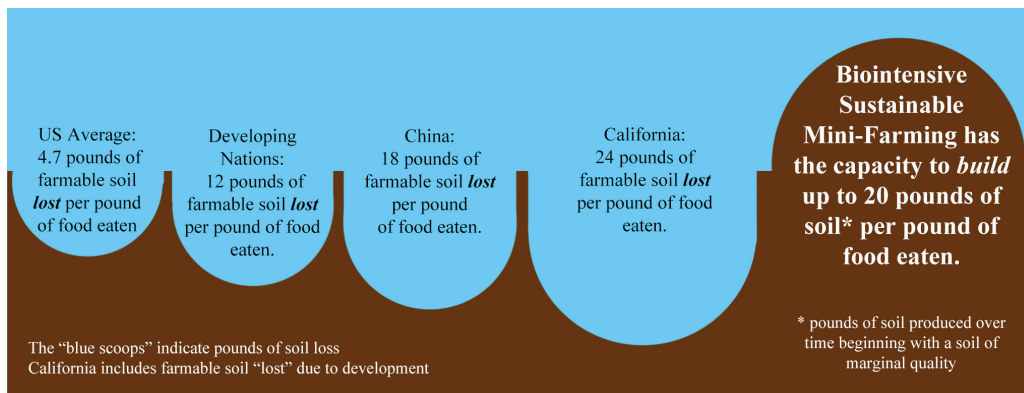 US Average:
4.7 pounds of
farmable soil
lost per pound
of food eaten
Developing
Nations:
12 pounds of
farmable soil lost
per pound of food
eaten.
China:
18 pounds of
farmable soil lost
per pound
of food eaten.
California:
24 pounds of
farmable soil lost
per pound of food
eaten.
Biointensive
Sustainable
Mini-Farming has
the capacity to build
up to 20 pounds of
soil* per pound of
food eaten.
* pounds of soil produced over
time beginning with a soil of
marginal quality
The “blue scoops” indicate pounds of soil loss
California includes farmable soil “lost” due to development